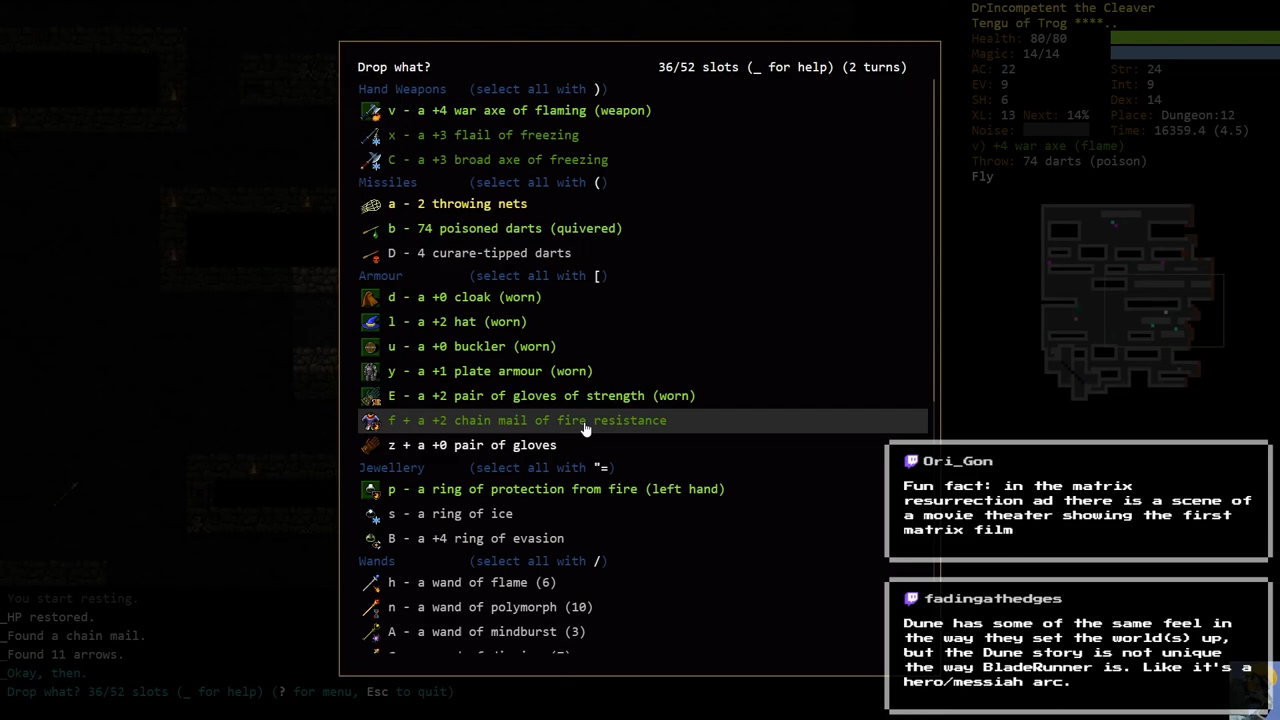 DrIncompetent the Cleaver
Tengu of Trog ****..
Health: 80/80
Magic: 14/14
AC: 22 Str: 24
EV: 9 Int: 9
SH: 6 Dex: 14
XL: 13 Next: 14% Place: Dungeon:12
Noise: Time: 16359.4 (4.5)
v) +4 war axe (flame)
Throw: 74 darts (poison)
Fly
Drop what? 36/52 slots (_ for help) (2 turns)
Hand Weapons (select all with ))
v - a +4 war axe of flaming (weapon)
x - a +3 flail of freezing
C - a +3 broad axe of freezing
Missiles (select all with ()
a - 2 throwing nets
b - 74 poisoned darts (quivered)
D - 4 curare-tipped darts
Armour (select all with [)
d - a +0 cloak (worn)
l - a +2 hat (worn)
u - a +0 buckler (worn)
y - a +1 plate armour (worn)
E - a +2 pair of gloves of strength (worn)
f + a +2 chain mail of fire resistance
z + a +0 pair of gloves
Jewellery (select all with "=)
p - a ring of protection from fire (left hand)
s - a ring of ice
B - a +4 ring of evasion
Wands (select all with /)
h - a wand of flame (6)
n - a wand of polymorph (10)
A - a wand of mindburst (3)
You start resting.
_HP restored.
_Found a chain mail.
_Found 11 arrows.
_Okay, then.
Drop what? 36/52 slots (_ for help) (? for menu, Esc to quit)
Ori_Gon
Fun fact: in the matrix
resurrection ad there is a scene of
a movie theater showing the first
matrix film
fadingathedges
Dune has some of the same feel in
the way they set the world(s) up,
but the Dune story is not unique
the way BladeRunner is. Like it's a
hero/messiah arc.